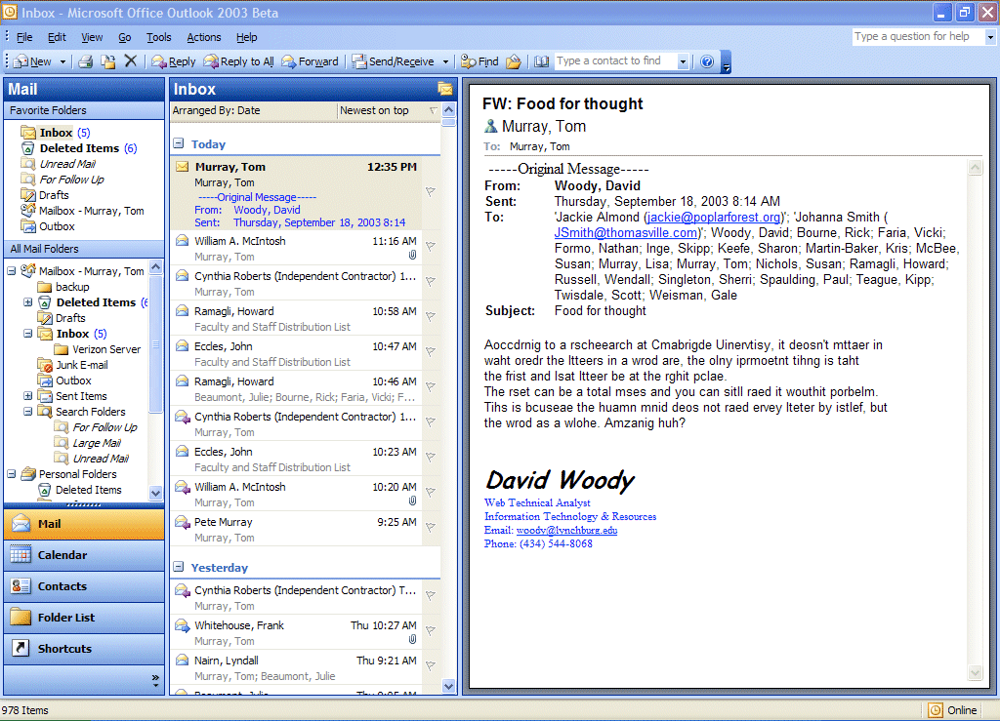 Inbox - Microsoft Office Outlook 2003 Beta
File Edit View Go Tools Actions Help
Type a question for help
New Reply Reply to All Forward Send/Receive Find Type a contact to find
Mail
Favorite Folders
Inbox (5)
Deleted Items (6)
Unread Mail
For Follow Up
Drafts
Mailbox - Murray, Tom
Outbox
All Mail Folders
Mailbox - Murray, Tom
backup
Deleted Items (6
Drafts
Inbox (5)
Verizon Server
Junk E-mail
Outbox
Sent Items
Search Folders
For Follow Up
Large Mail
Unread Mail
Personal Folders
Deleted Items
Mail
Calendar
Contacts
Folder List
Shortcuts
Inbox
Arranged By: Date Newest on top
Today
Murray, Tom 12:35 PM
Murray, Tom
-----Original Message-----
From: Woody, David
Sent: Thursday, September 18, 2003 8:14
William A. McIntosh 11:16 AM
Murray, Tom
Cynthia Roberts (Independent Contractor) 1...
Murray, Tom
Ramagli, Howard 10:58 AM
Faculty and Staff Distribution List
Eccles, John 10:47 AM
Faculty and Staff Distribution List
Ramagli, Howard 10:46 AM
Beaumont, Julie; Bourne, Rick; Faria, Vicki; F...
Cynthia Roberts (Independent Contractor) 1...
Murray, Tom
Eccles, John 10:23 AM
Faculty and Staff Distribution List
William A. McIntosh 10:20 AM
Murray, Tom
Pete Murray 9:25 AM
Murray, Tom
Yesterday
Cynthia Roberts (Independent Contractor) T...
Murray, Tom
Whitehouse, Frank Thu 10:27 AM
Murray, Tom
Nairn, Lyndall Thu 9:21 AM
Murray, Tom; Beaumont, Julie
Beaumont, Julie Thu 9:05 AM
FW: Food for thought
Murray, Tom
To: Murray, Tom
-----Original Message-----
From: Woody, David
Sent: Thursday, September 18, 2003 8:14 AM
To: 'Jackie Almond (jackie@poplarforest.org)'; 'Johanna Smith (
JSmith@thomasville.com)'; Woody, David; Bourne, Rick; Faria, Vicki;
Formo, Nathan; Inge, Skipp; Keefe, Sharon; Martin-Baker, Kris; McBee,
Susan; Murray, Lisa; Murray, Tom; Nichols, Susan; Ramagli, Howard;
Russell, Wendall; Singleton, Sherri; Spaulding, Paul; Teague, Kipp;
Twisdale, Scott; Weisman, Gale
Subject: Food for thought
Aoccdrnig to a rscheearch at Cmabrigde Uinervtisy, it deosn't mttaer in
waht oredr the ltteers in a wrod are, the olny iprmoetnt tihng is taht
the frist and lsat ltteer be at the rghit pclae.
The rset can be a total mses and you can sitll raed it wouthit porbelm.
Tihs is bcuseae the huamn mnid deos not raed ervey lteter by istlef, but
the wrod as a wlohe. Amzanig huh?
David Woody
Web Technical Analyst
Information Technology & Resources
Email: woody@lynchburg.edu
Phone: (434) 544-8068
978 Items
Online